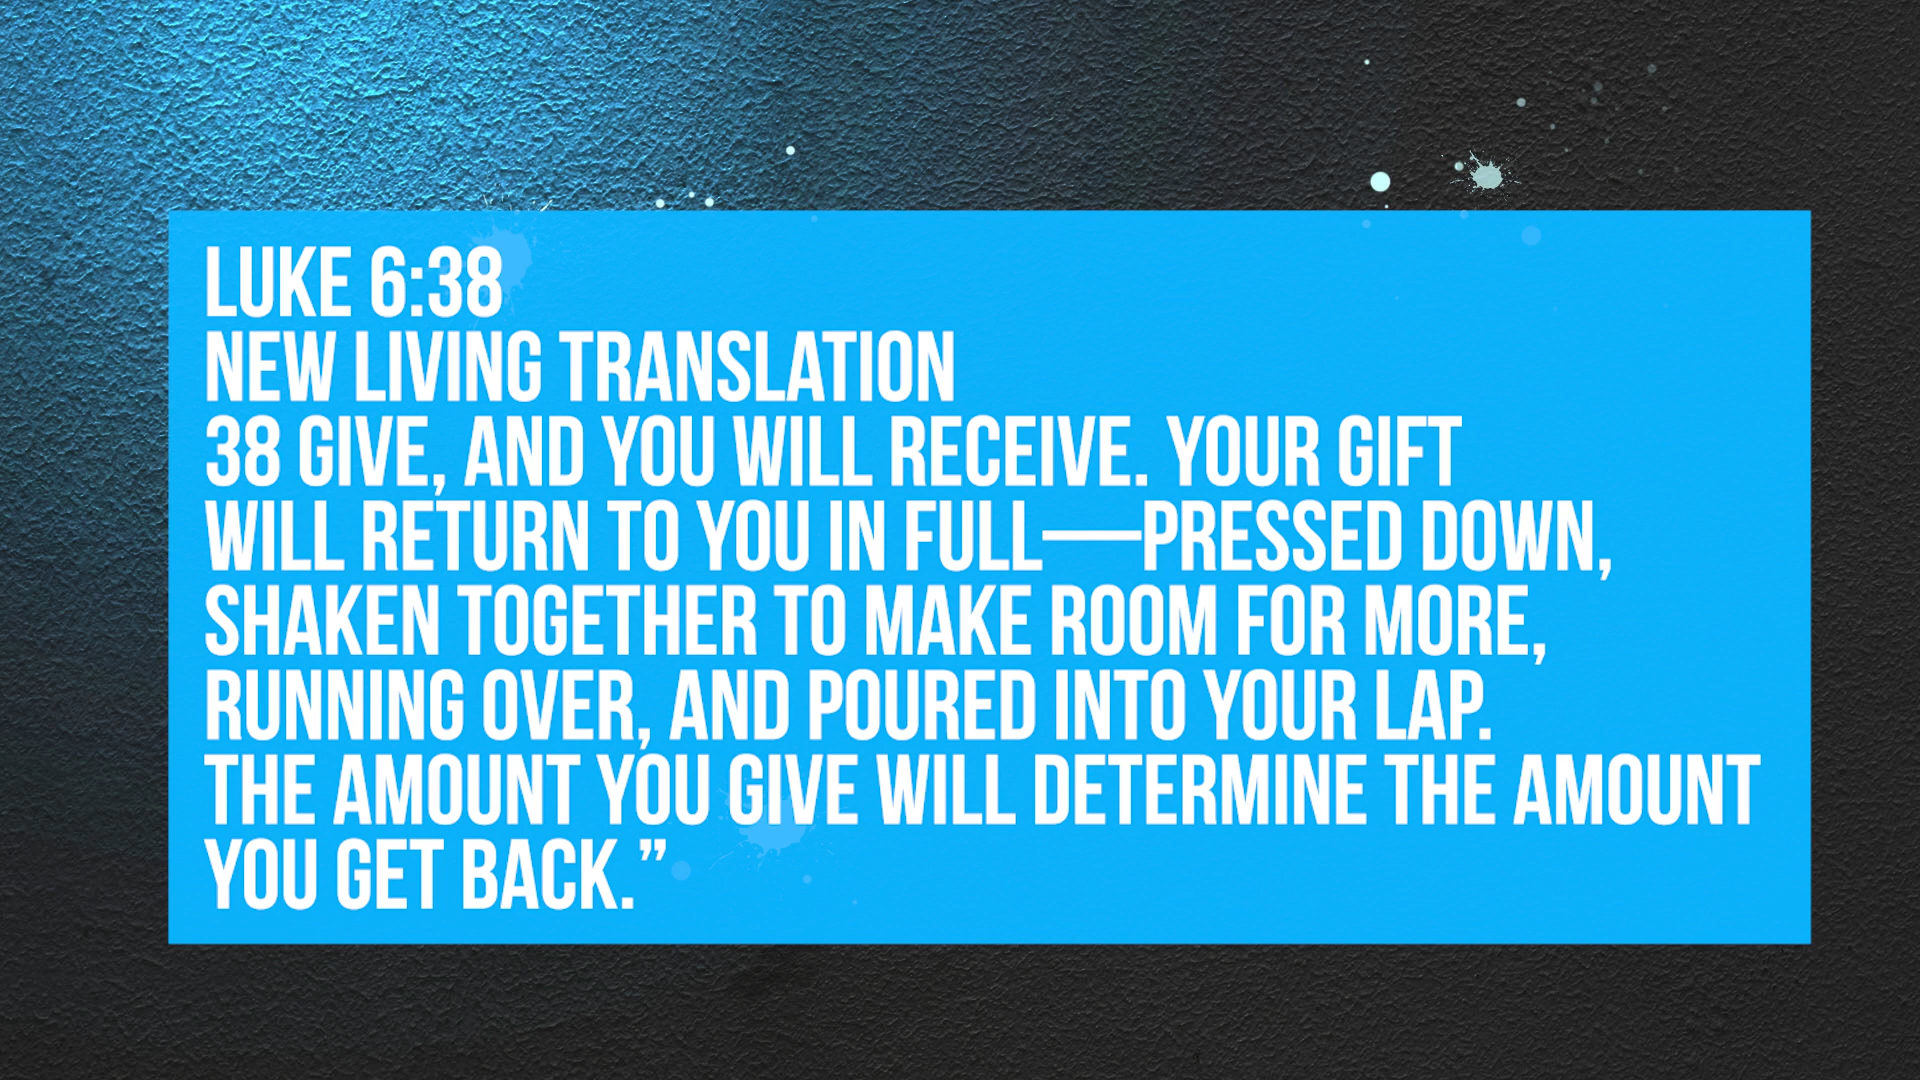 LUKE 6:38
NEW LIVING TRANSLATION
38 GIVE, AND YOU WILL RECEIVE. YOUR GIFT
WILL RETURN TO YOU IN FULL—PRESSED DOWN,
SHAKEN TOGETHER TO MAKE ROOM FOR MORE,
RUNNING OVER, AND POURED INTO YOUR LAP.
THE AMOUNT YOU GIVE WILL DETERMINE THE AMOUNT
YOU GET BACK.”